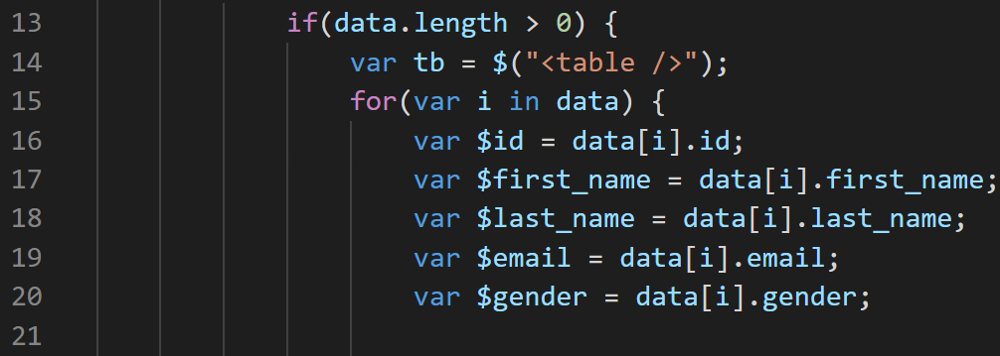 13 if(data.length > 0) {
14 var tb = $("<table />");
15 for(var i in data) {
16 var $id = data[i].id;
17 var $first_name = data[i].first_name;
18 var $last_name = data[i].last_name;
19 var $email = data[i].email;
20 var $gender = data[i].gender;
21